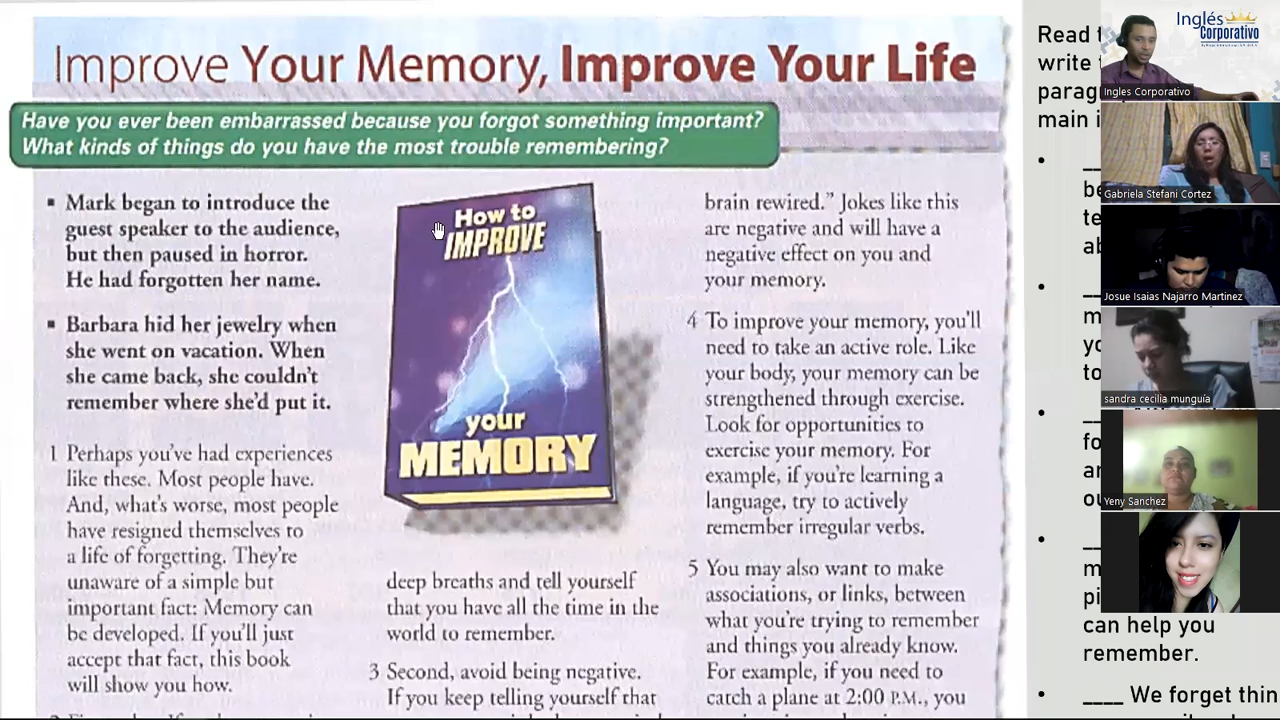 Improve Your Memory, Improve Your Life
Have you ever been embarrassed because you forgot something important?
What kinds of things do you have the most trouble remembering?
▪ Mark began to introduce the
guest speaker to the audience,
but then paused in horror.
He had forgotten her name.
▪ Barbara hid her jewelry when
she went on vacation. When
she came back, she couldn't
remember where she'd put it.
1 Perhaps you've had experiences
like these. Most people have.
And, what's worse, most people
have resigned themselves to
a life of forgetting. They're
unaware of a simple but
important fact: Memory can
be developed. If you'll just
accept that fact, this book
will show you how.
How to
IMPROVE
your
MEMORY
deep breaths and tell yourself
that you have all the time in the
world to remember.
3 Second, avoid being negative.
If you keep telling yourself that
brain rewired." Jokes like this
are negative and will have a
negative effect on you and
your memory.
4 To improve your memory, you'll
need to take an active role. Like
your body, your memory can be
strengthened through exercise.
Look for opportunities to
exercise your memory. For
example, if you're learning a
language, try to actively
remember irregular verbs.
5 You may also want to make
associations, or links, between
what you're trying to remember
and things you already know.
For example, if you need to
catch a plane at 2:00 P.M., you
Read
write
main
can help you
remember.
• ____ We forget thin
Inglés
Corporativo
Ingles Corporativo
Gabriela Stefani Cortez
Josue Isaias Najarro Martinez
sandra cecilia munguía
Yeny Sanchez